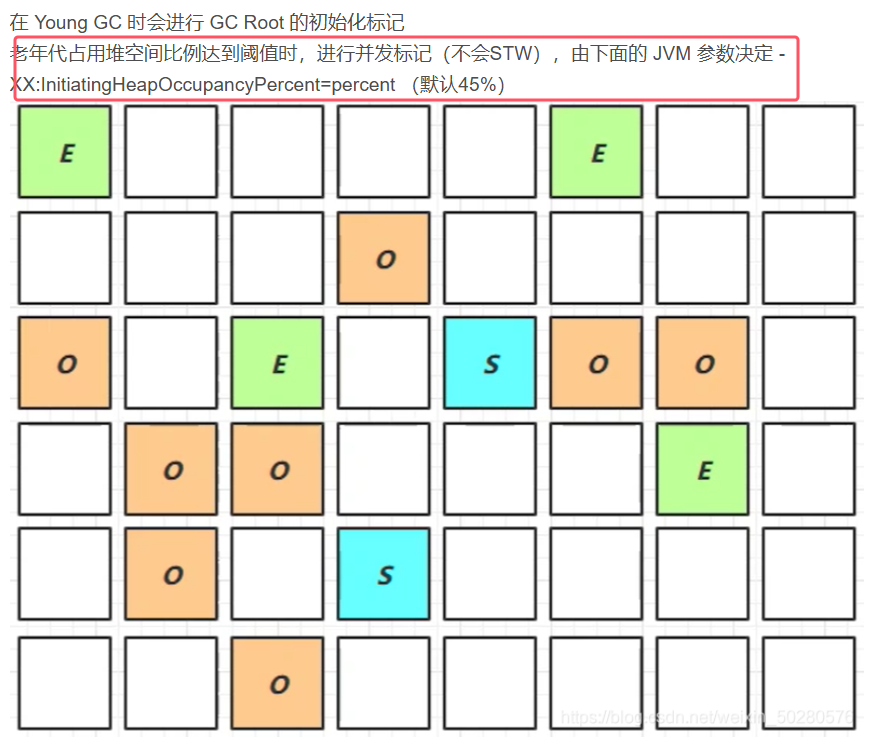 在 Young GC 时会进行 GC Root 的初始化标记
老年代占用堆空间比例达到阈值时，进行并发标记（不会STW），由下面的 JVM 参数决定 -
XX:InitiatingHeapOccupancyPercent=percent （默认45%）
E E
O
O E S O O
O O E
O S
O
https://blog.csdn.net/weixin_50280576